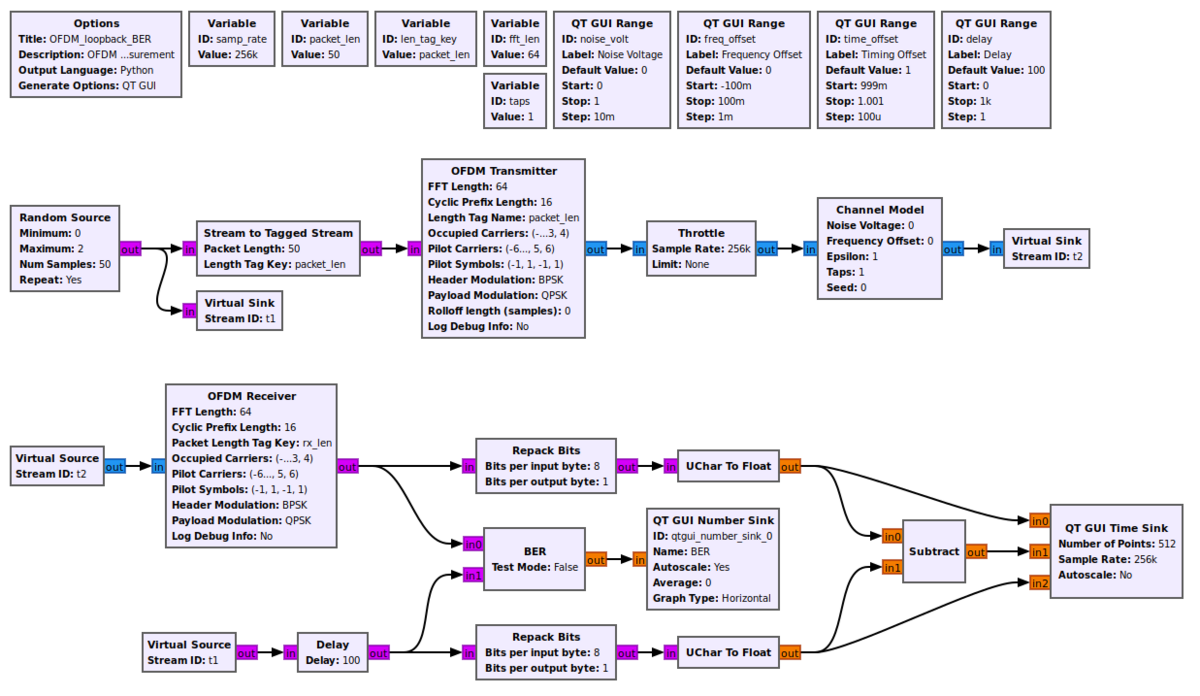 Options
Title: OFDM_loopback_BER
Description: OFDM ...surement
Output Language: Python
Generate Options: QT GUI
Variable
ID: samp_rate
Value: 256k
Variable
ID: packet_len
Value: 50
Variable
ID: len_tag_key
Value: packet_len
Variable
ID: fft_len
Value: 64
Variable
ID: taps
Value: 1
QT GUI Range
ID: noise_volt
Label: Noise Voltage
Default Value: 0
Start: 0
Stop: 1
Step: 10m
QT GUI Range
ID: freq_offset
Label: Frequency Offset
Default Value: 0
Start: -100m
Stop: 100m
Step: 1m
QT GUI Range
ID: time_offset
Label: Timing Offset
Default Value: 1
Start: 999m
Stop: 1.001
Step: 100u
QT GUI Range
ID: delay
Label: Delay
Default Value: 100
Start: 0
Stop: 1k
Step: 1
Random Source
Minimum: 0
Maximum: 2
Num Samples: 50
Repeat: Yes
out
in
Stream to Tagged Stream
Packet Length: 50
Length Tag Key: packet_len
out
in
Virtual Sink
Stream ID: t1
in
OFDM Transmitter
FFT Length: 64
Cyclic Prefix Length: 16
Length Tag Name: packet_len
Occupied Carriers: (-...3, 4)
Pilot Carriers: (-6..., 5, 6)
Pilot Symbols: (-1, 1, -1, 1)
Header Modulation: BPSK
Payload Modulation: QPSK
Rolloff length (samples): 0
Log Debug Info: No
out
in
Throttle
Sample Rate: 256k
Limit: None
out
in
Channel Model
Noise Voltage: 0
Frequency Offset: 0
Epsilon: 1
Taps: 1
Seed: 0
out
in
Virtual Sink
Stream ID: t2
Virtual Source
Stream ID: t2
out
in
OFDM Receiver
FFT Length: 64
Cyclic Prefix Length: 16
Packet Length Tag Key: rx_len
Occupied Carriers: (-...3, 4)
Pilot Carriers: (-6..., 5, 6)
Pilot Symbols: (-1, 1, -1, 1)
Header Modulation: BPSK
Payload Modulation: QPSK
Log Debug Info: No
out
in
Repack Bits
Bits per input byte: 8
Bits per output byte: 1
out
in
UChar To Float
out
in0
in1
BER
Test Mode: False
out
in
QT GUI Number Sink
ID: qtgui_number_sink_0
Name: BER
Autoscale: Yes
Average: 0
Graph Type: Horizontal
in0
in1
Subtract
out
in0
in1
in2
QT GUI Time Sink
Number of Points: 512
Sample Rate: 256k
Autoscale: No
Virtual Source
Stream ID: t1
out
in
Delay
Delay: 100
out
in
Repack Bits
Bits per input byte: 8
Bits per output byte: 1
out
in
UChar To Float
out